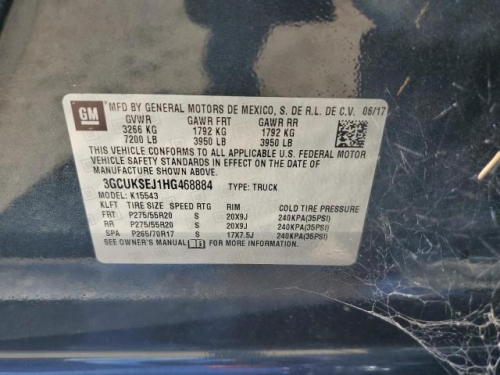 GM
MFD BY GENERAL MOTORS DE MEXICO, S. DE R.L. DE C.V. 06/17
GVWR GAWR FRT GAWR RR
3266 KG 1792 KG 1792 KG
7200 LB 3950 LB 3950 LB
THIS VEHICLE CONFORMS TO ALL APPLICABLE U.S. FEDERAL MOTOR
VEHICLE SAFETY STANDARDS IN EFFECT ON THE DATE OF
MANUFACTURE SHOWN ABOVE.
3GCUKSEJ1HG468884 TYPE: TRUCK
MODEL: K15543
KLFT TIRE SIZE SPEED RTG RIM COLD TIRE PRESSURE
FRT P275/55R20 S 20X9J 240KPA(35PSI)
RR P275/55R20 S 20X9J 240KPA(35PSI)
SPA P265/70R17 S 17X7.5J 240KPA(35PSI)
SEE OWNER'S MANUAL FOR MORE INFORMATION.